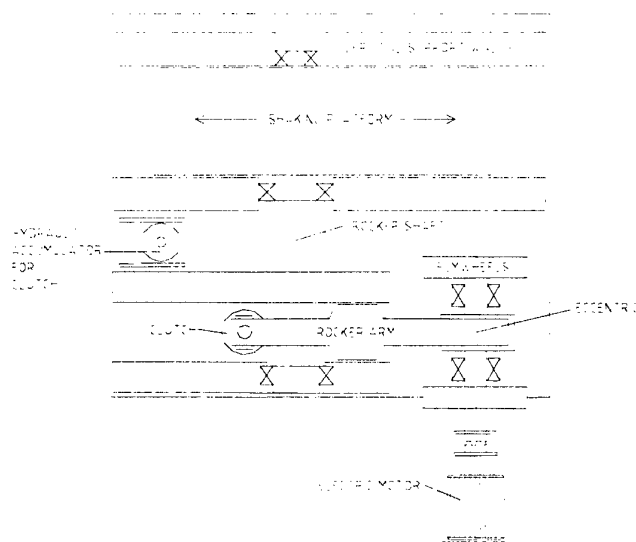 SHAKING PLATFORM
ROCKER SHAFT
HYDRAULIC
ACCUMULATOR
FOR
CLUTCH
FLYWHEELS
ECCENTRIC
CLUTCH
ROCKER ARM
ELECTRIC MOTOR